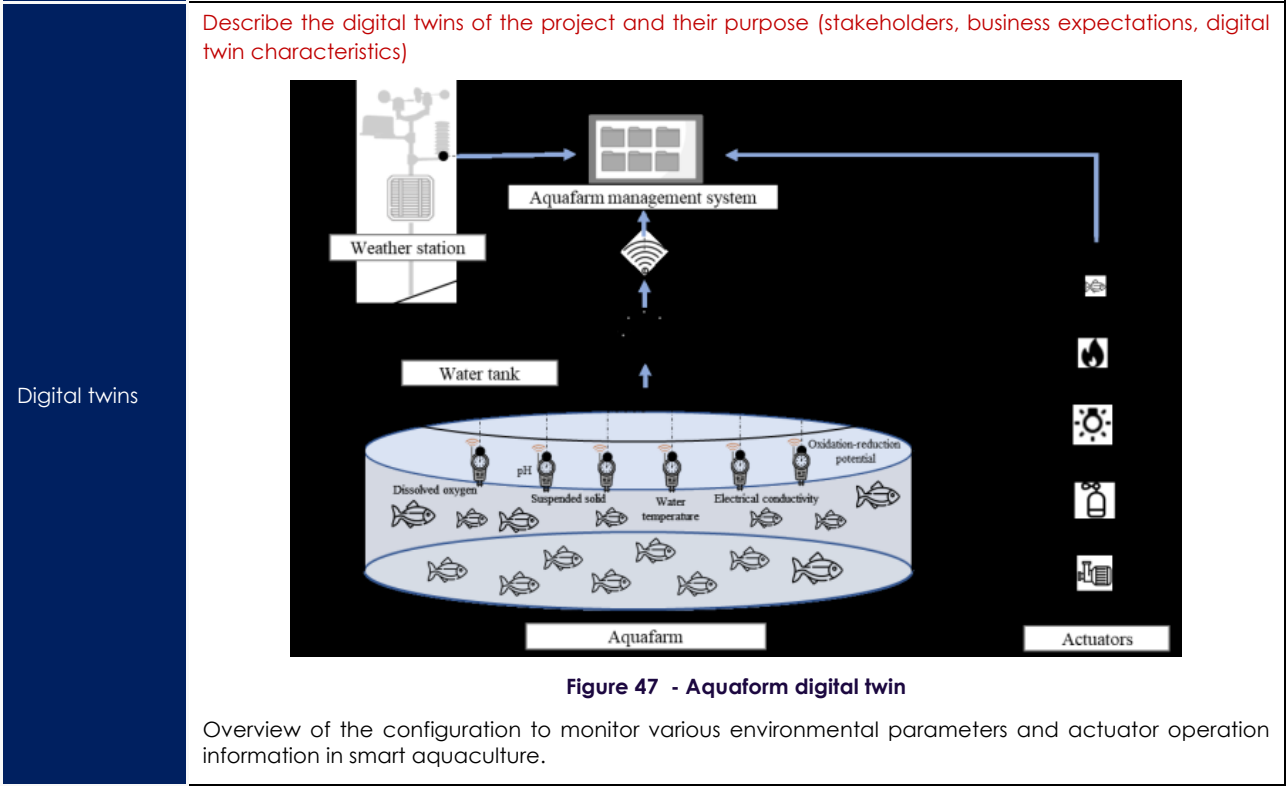 Digital twins
Describe the digital twins of the project and their purpose (stakeholders, business expectations, digital
twin characteristics)
Aquafarm management system
Weather station
Water tank
Oxidation-reduction
potential
pH
Dissolved oxygen
Suspended solid
Water
temperature
Electrical conductivity
Aquafarm
Actuators
Figure 47 - Aquaform digital twin
Overview of the configuration to monitor various environmental parameters and actuator operation
information in smart aquaculture.